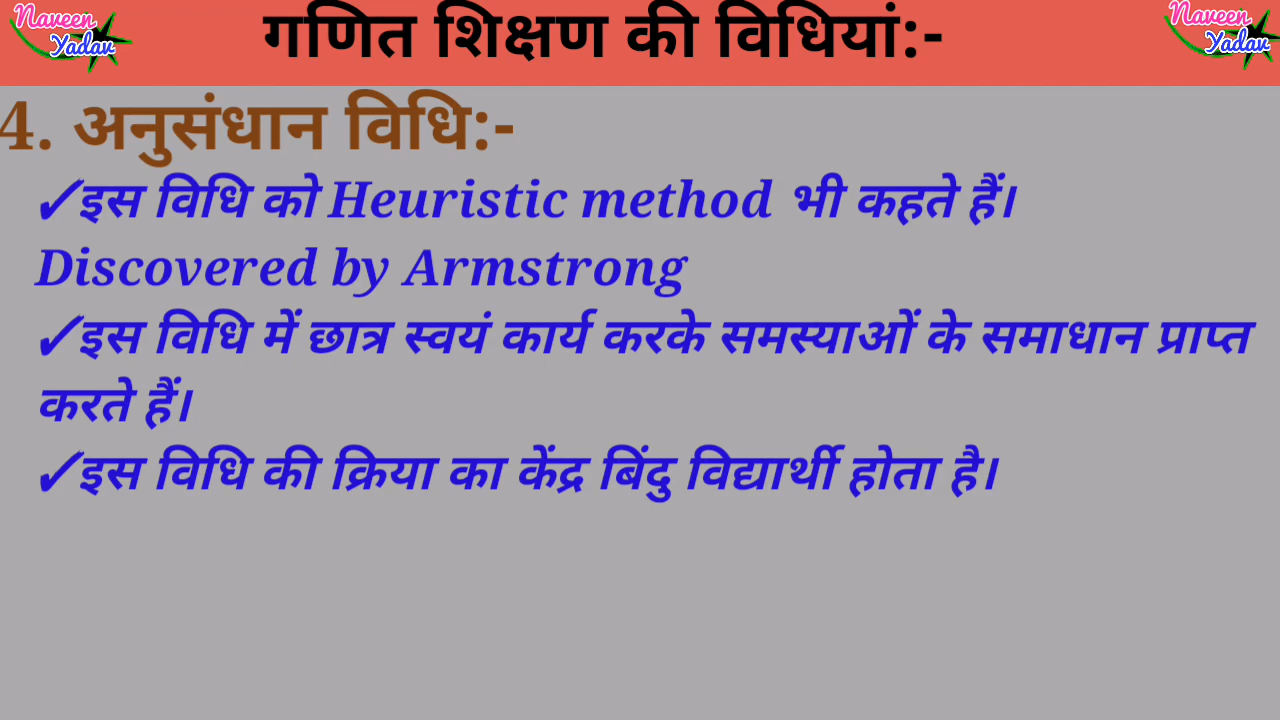 Naveen Yadav
गणित शिक्षण की विधियां:-
Naveen Yadav
4. अनुसंधान विधि:-
✓इस विधि को Heuristic method भी कहते हैं।
Discovered by Armstrong
✓इस विधि में छात्र स्वयं कार्य करके समस्याओं के समाधान प्राप्त
करते हैं।
✓इस विधि की क्रिया का केंद्र बिंदु विद्यार्थी होता है।